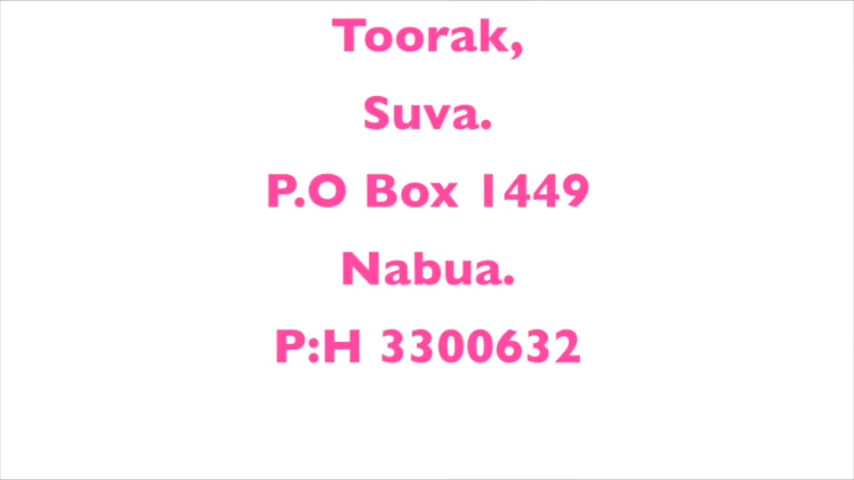 Toorak,
Suva.
P.O Box 1449
Nabua.
P:H 3300632